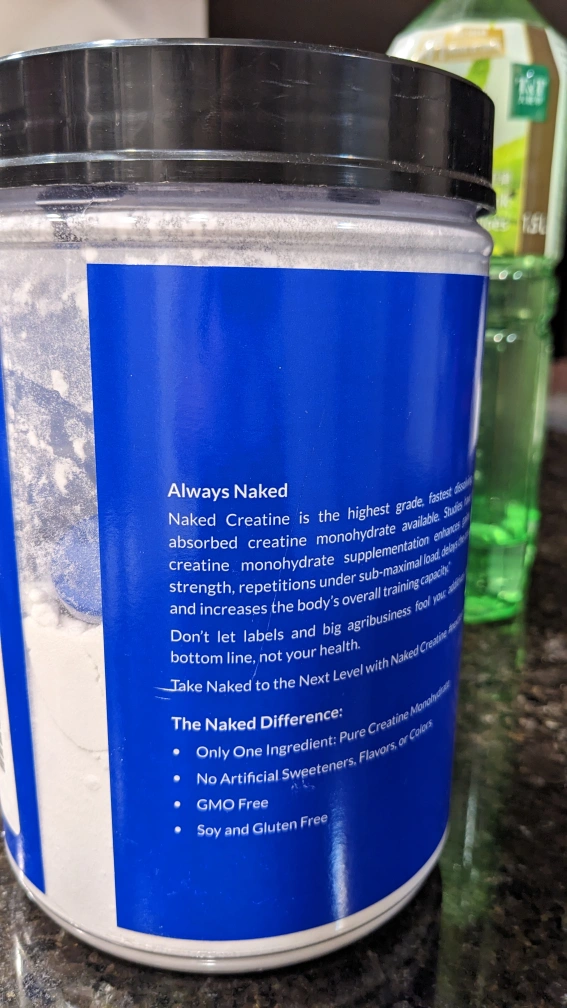 Always Naked
Naked Creatine is the highest grade, fastest
absorbed creatine monohydrate available. Studies
creatine monohydrate supplementation enhances
strength, repetitions under sub-maximal load, delays
and increases the body's overall training capacity.*
Don't let labels and big agribusiness fool you;
bottom line, not your health.
Take Naked to the Next Level with Naked Creatine.
The Naked Difference:
• Only One Ingredient: Pure Creatine Monohydrate
• No Artificial Sweeteners, Flavors, or Colors
• GMO Free
• Soy and Gluten Free